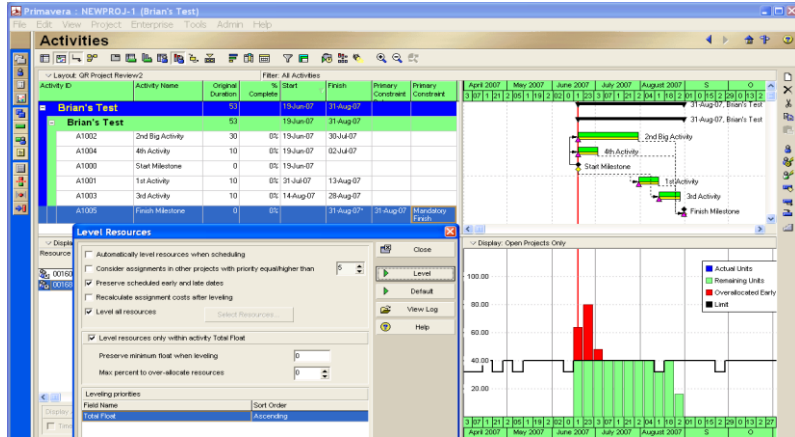 Primavera : NEWPROJ-1 (Brian's Test)
File Edit View Project Enterprise Tools Admin Help
Activities
Layout: QR Project Review2 Filter: All Activities
Activity ID Activity Name Original Duration % Complete Start Finish Primary Constraint Primary Constraint
April 2007 May 2007 June 2007 July 2007 August 2007 S O
Brian's Test 53 19-Jun-07 31-Aug-07
31-Aug-07, Brian's Test
Brian's Test 53 19-Jun-07 31-Aug-07
31-Aug-07, Brian's Test
A1002 2nd Big Activity 30 0% 19-Jun-07 30-Jul-07
2nd Big Activity
A1004 4th Activity 10 0% 19-Jun-07 02-Jul-07
4th Activity
A1000 Start Milestone 0 0% 19-Jun-07
Start Milestone
A1001 1st Activity 10 0% 31-Jul-07 13-Aug-07
1st Activity
A1003 3rd Activity 10 0% 14-Aug-07 28-Aug-07
3rd Activity
A1005 Finish Milestone 0 0% 31-Aug-07* 31-Aug-07 Mandatory Finish
Finish Milestone
Level Resources
Automatically level resources when scheduling
Consider assignments in other projects with priority equal/higher than 5
Preserve scheduled early and late dates
Recalculate assignment costs after leveling
Level all resources Select Resources...
Level resources only within activity Total Float
Preserve minimum float when leveling 0
Max percent to over-allocate resources 0
Leveling priorities
Field Name Sort Order
Total Float Ascending
Close
Level
Default
View Log
Help
Resource
Display: Open Projects Only
Actual Units
Remaining Units
Overallocated Early
Limit
100.00
80.00
60.00
40.00
20.00
April 2007 May 2007 June 2007 July 2007 August 2007 S O